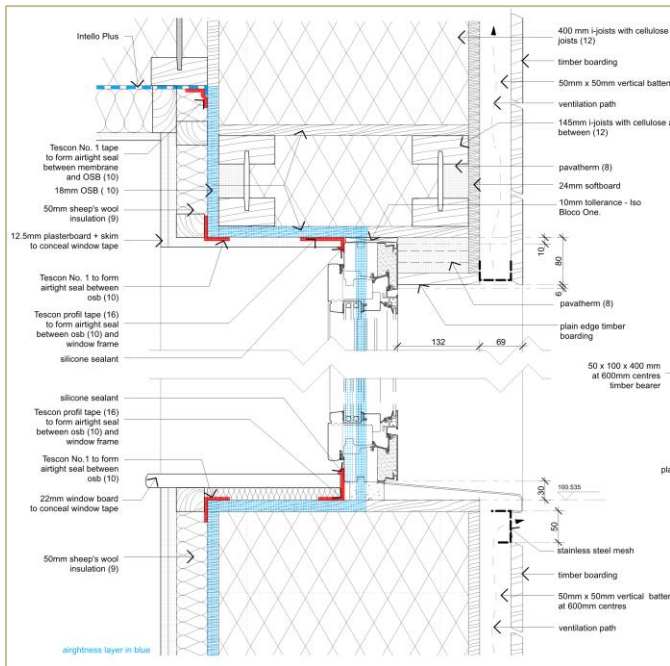 Intello Plus
Tescon No. 1 tape
to form airtight seal
between membrane
and OSB (10)
18mm OSB ( 10)
50mm sheep's wool
insulation (9)
12.5mm plasterboard + skim
to conceal window tape
Tescon No. 1 to form
airtight seal between
osb (10)
Tescon profil tape (16)
to form airtight seal
between osb (10) and
window frame
silicone sealant
silicone sealant
Tescon profil tape (16)
to form airtight seal
between osb (10) and
window frame
Tescon No.1 to form
airtight seal between
osb (10)
22mm window board
to conceal window tape
50mm sheep's wool
insulation (9)
airghtness layer in blue
400 mm i-joists with cellulose
joists (12)
timber boarding
50mm x 50mm vertical batten
ventilation path
145mm i-joists with cellulose a
between (12)
pavatherm (8)
24mm softboard
10mm tollerance - Iso
Bloco One.
10
80
6
pavatherm (8)
plain edge timber
boarding
132
69
50 x 100 x 400 mm
at 600mm centres
timber bearer
pla
30
160.535
50
stainless steel mesh
timber boarding
50mm x 50mm vertical batten
at 600mm centres
ventilation path